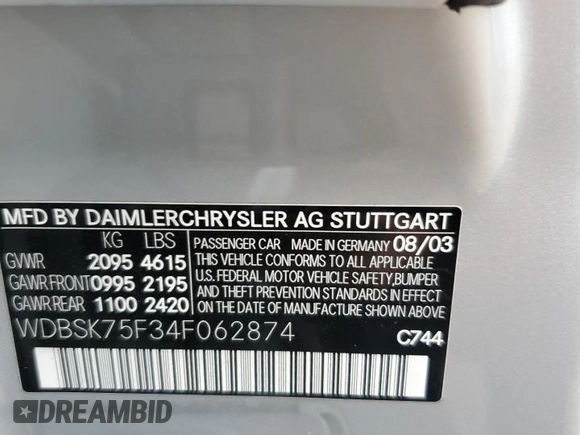 MFD BY DAIMLERCHRYSLER AG STUTTGART
KG LBS
GVWR 2095 4615
GAWR FRONT 0995 2195
GAWR REAR 1100 2420
PASSENGER CAR MADE IN GERMANY 08/03
THIS VEHICLE CONFORMS TO ALL APPLICABLE
U.S. FEDERAL MOTOR VEHICLE SAFETY, BUMPER,
AND THEFT PREVENTION STANDARDS IN EFFECT ON
THE DATE OF MANUFACTURE SHOWN ABOVE.
WDBSK75F34F062874
C744
DREAMBID